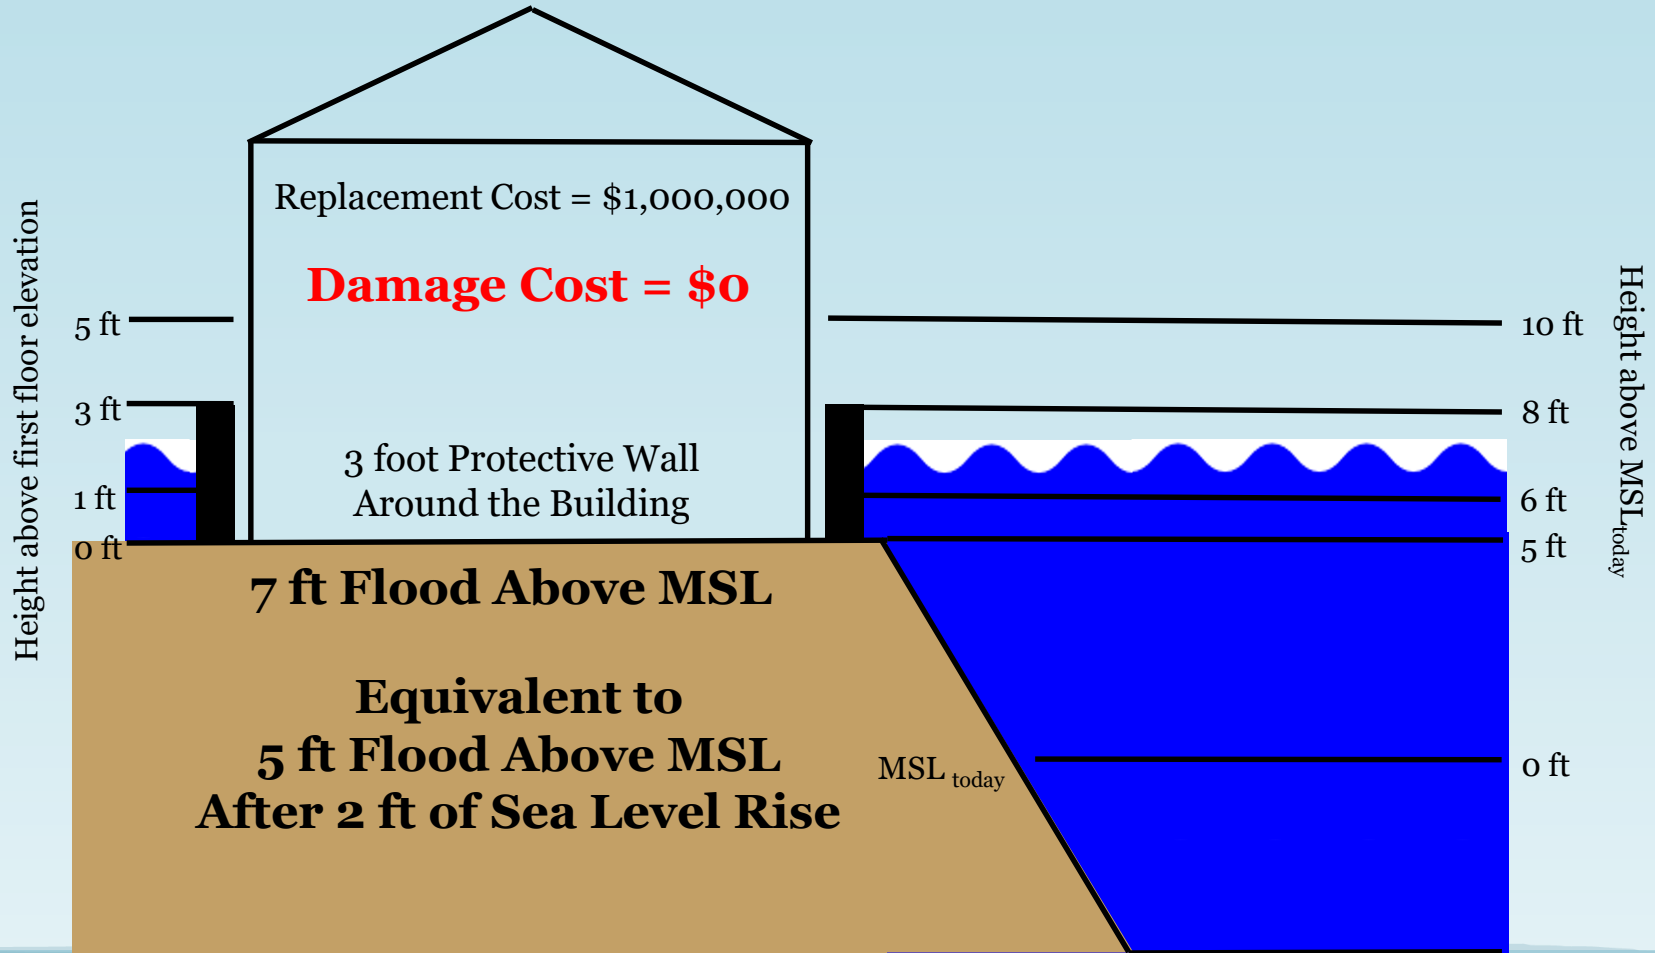 Replacement Cost = $1,000,000
Damage Cost = $0
3 foot Protective Wall
Around the Building
Height above first floor elevation
5 ft
3 ft
1 ft
0 ft
10 ft
8 ft
6 ft
5 ft
0 ft
Height above MSL today
7 ft Flood Above MSL
Equivalent to
5 ft Flood Above MSL
After 2 ft of Sea Level Rise
MSL today